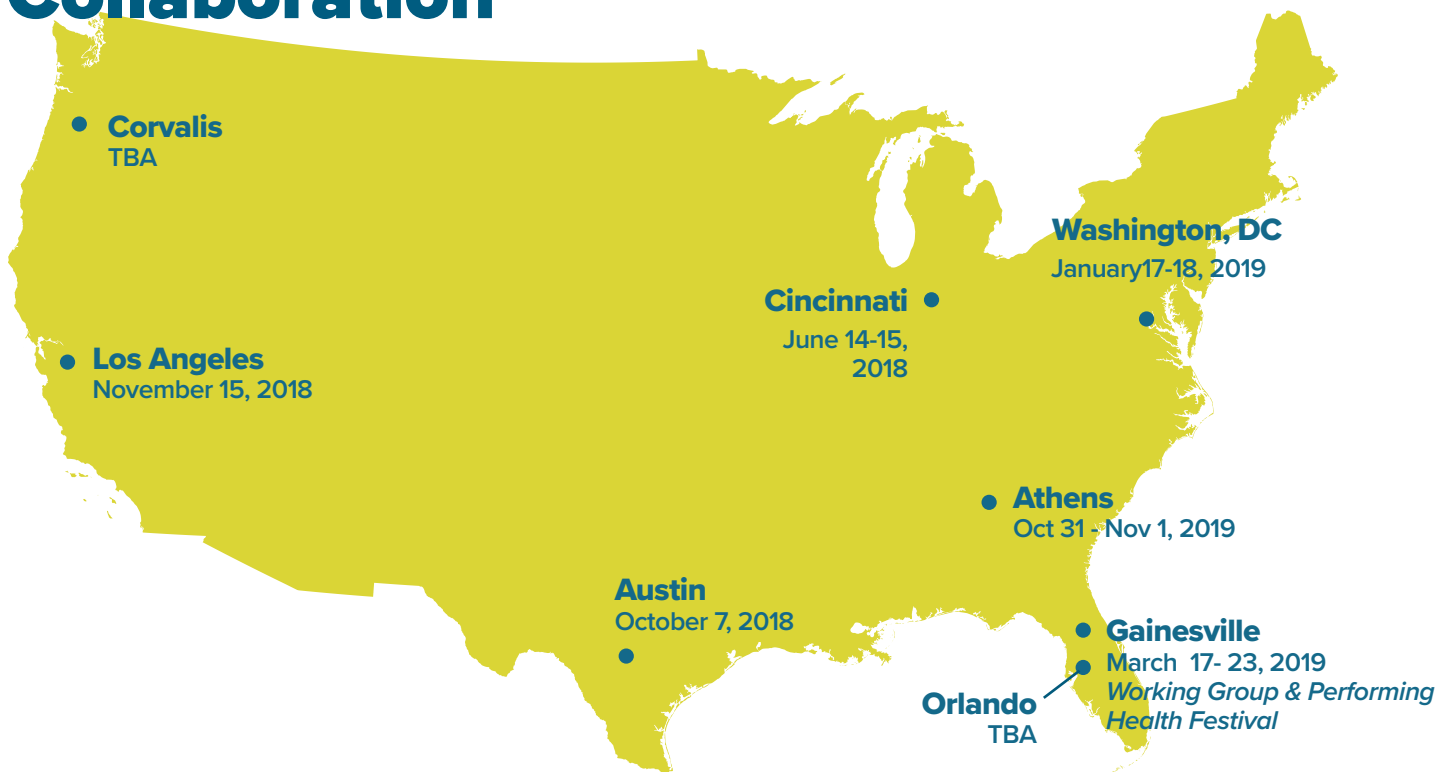 Collaboration
Corvalis
TBA
Washington, DC
January17-18, 2019
Cincinnati
June 14-15,
2018
Los Angeles
November 15, 2018
Athens
Oct 31 - Nov 1, 2019
Austin
October 7, 2018
Gainesville
March 17- 23, 2019
Working Group & Performing
Health Festival
Orlando
TBA